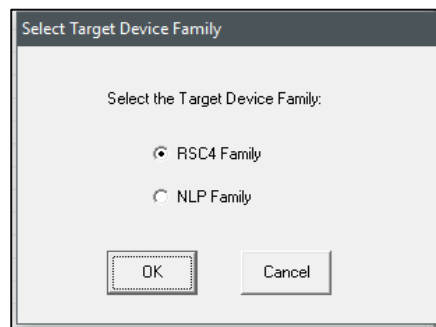 Select Target Device Family
Select the Target Device Family:
RSC4 Family
NLP Family
OK
Cancel